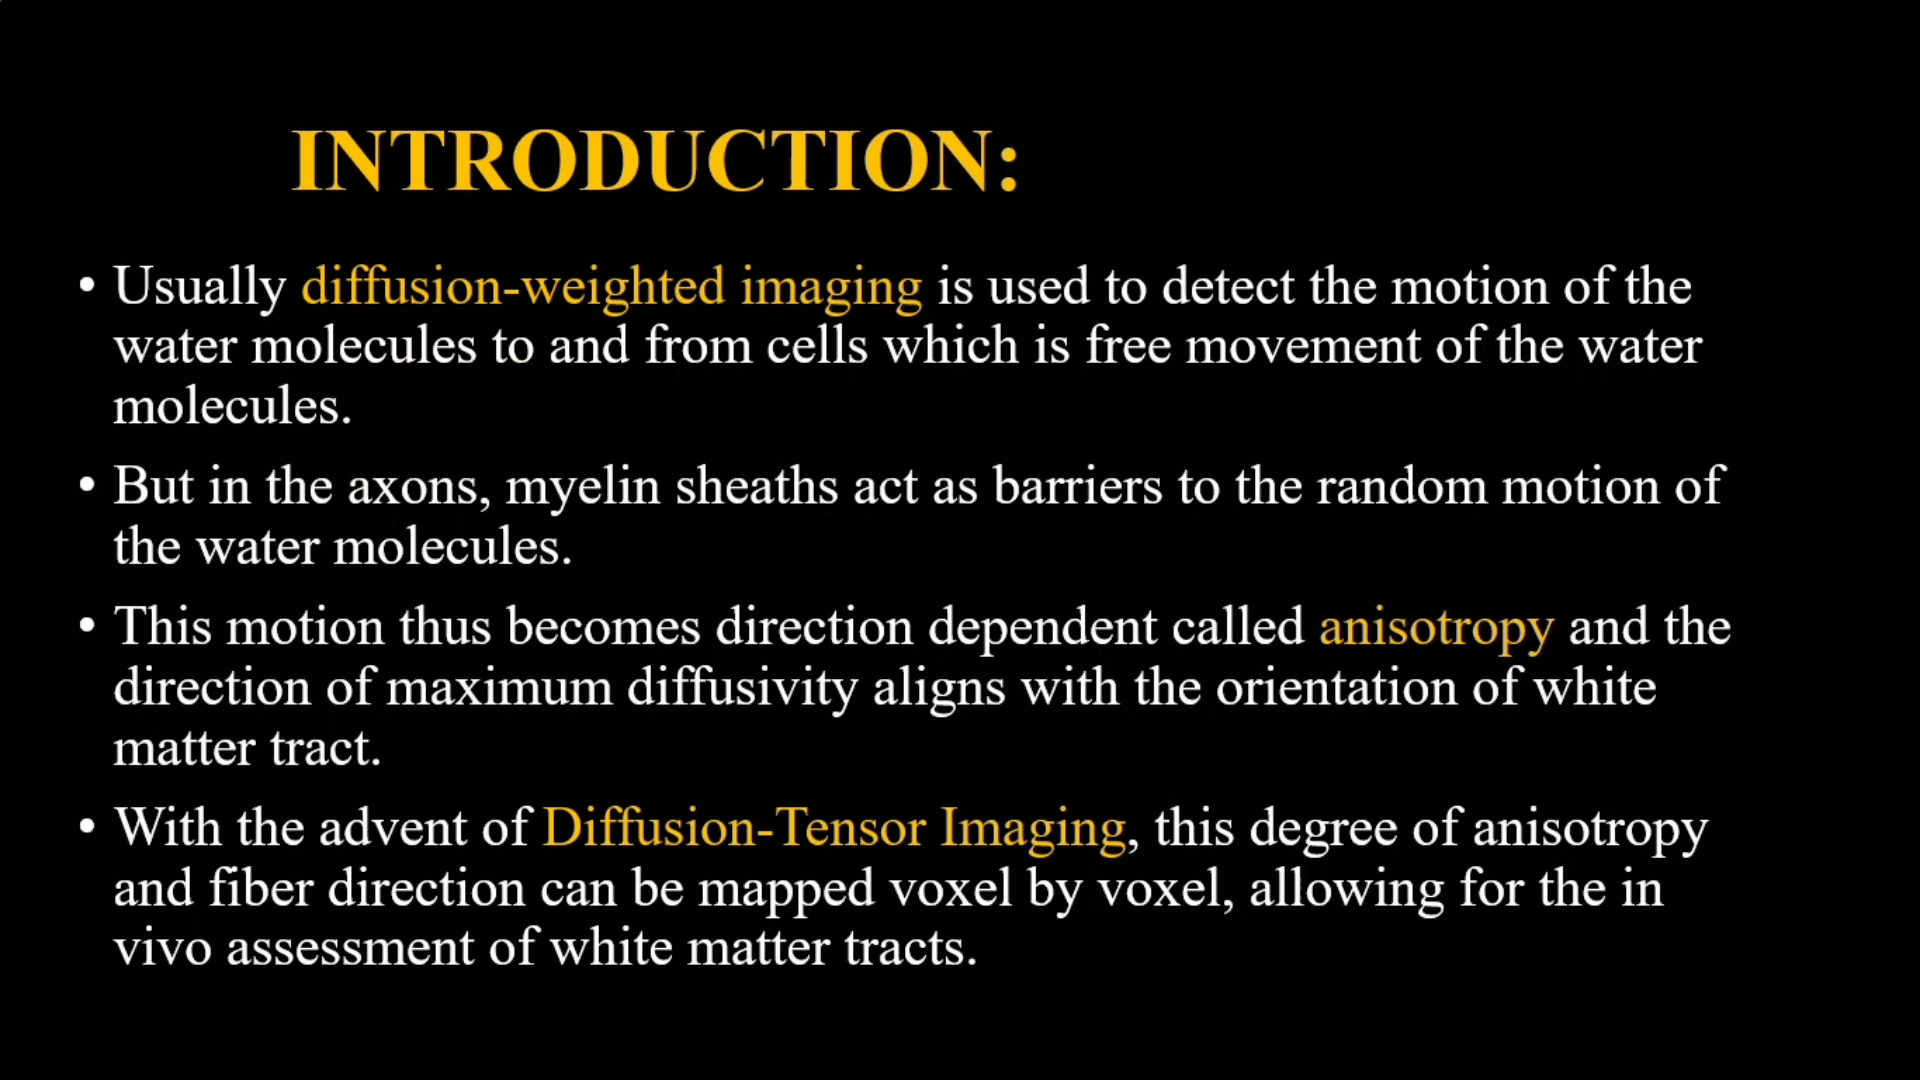 INTRODUCTION:
• Usually diffusion-weighted imaging is used to detect the motion of the
water molecules to and from cells which is free movement of the water
molecules.
• But in the axons, myelin sheaths act as barriers to the random motion of
the water molecules.
• This motion thus becomes direction dependent called anisotropy and the
direction of maximum diffusivity aligns with the orientation of white
matter tract.
• With the advent of Diffusion-Tensor Imaging, this degree of anisotropy
and fiber direction can be mapped voxel by voxel, allowing for the in
vivo assessment of white matter tracts.